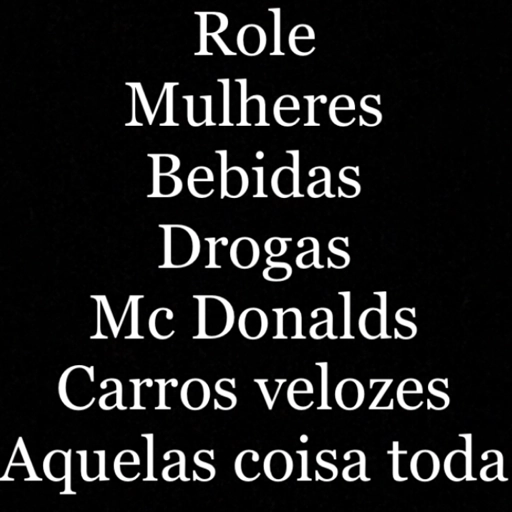 Role
Mulheres
Bebidas
Drogas
Mc Donalds
Carros velozes
Aquelas coisa toda